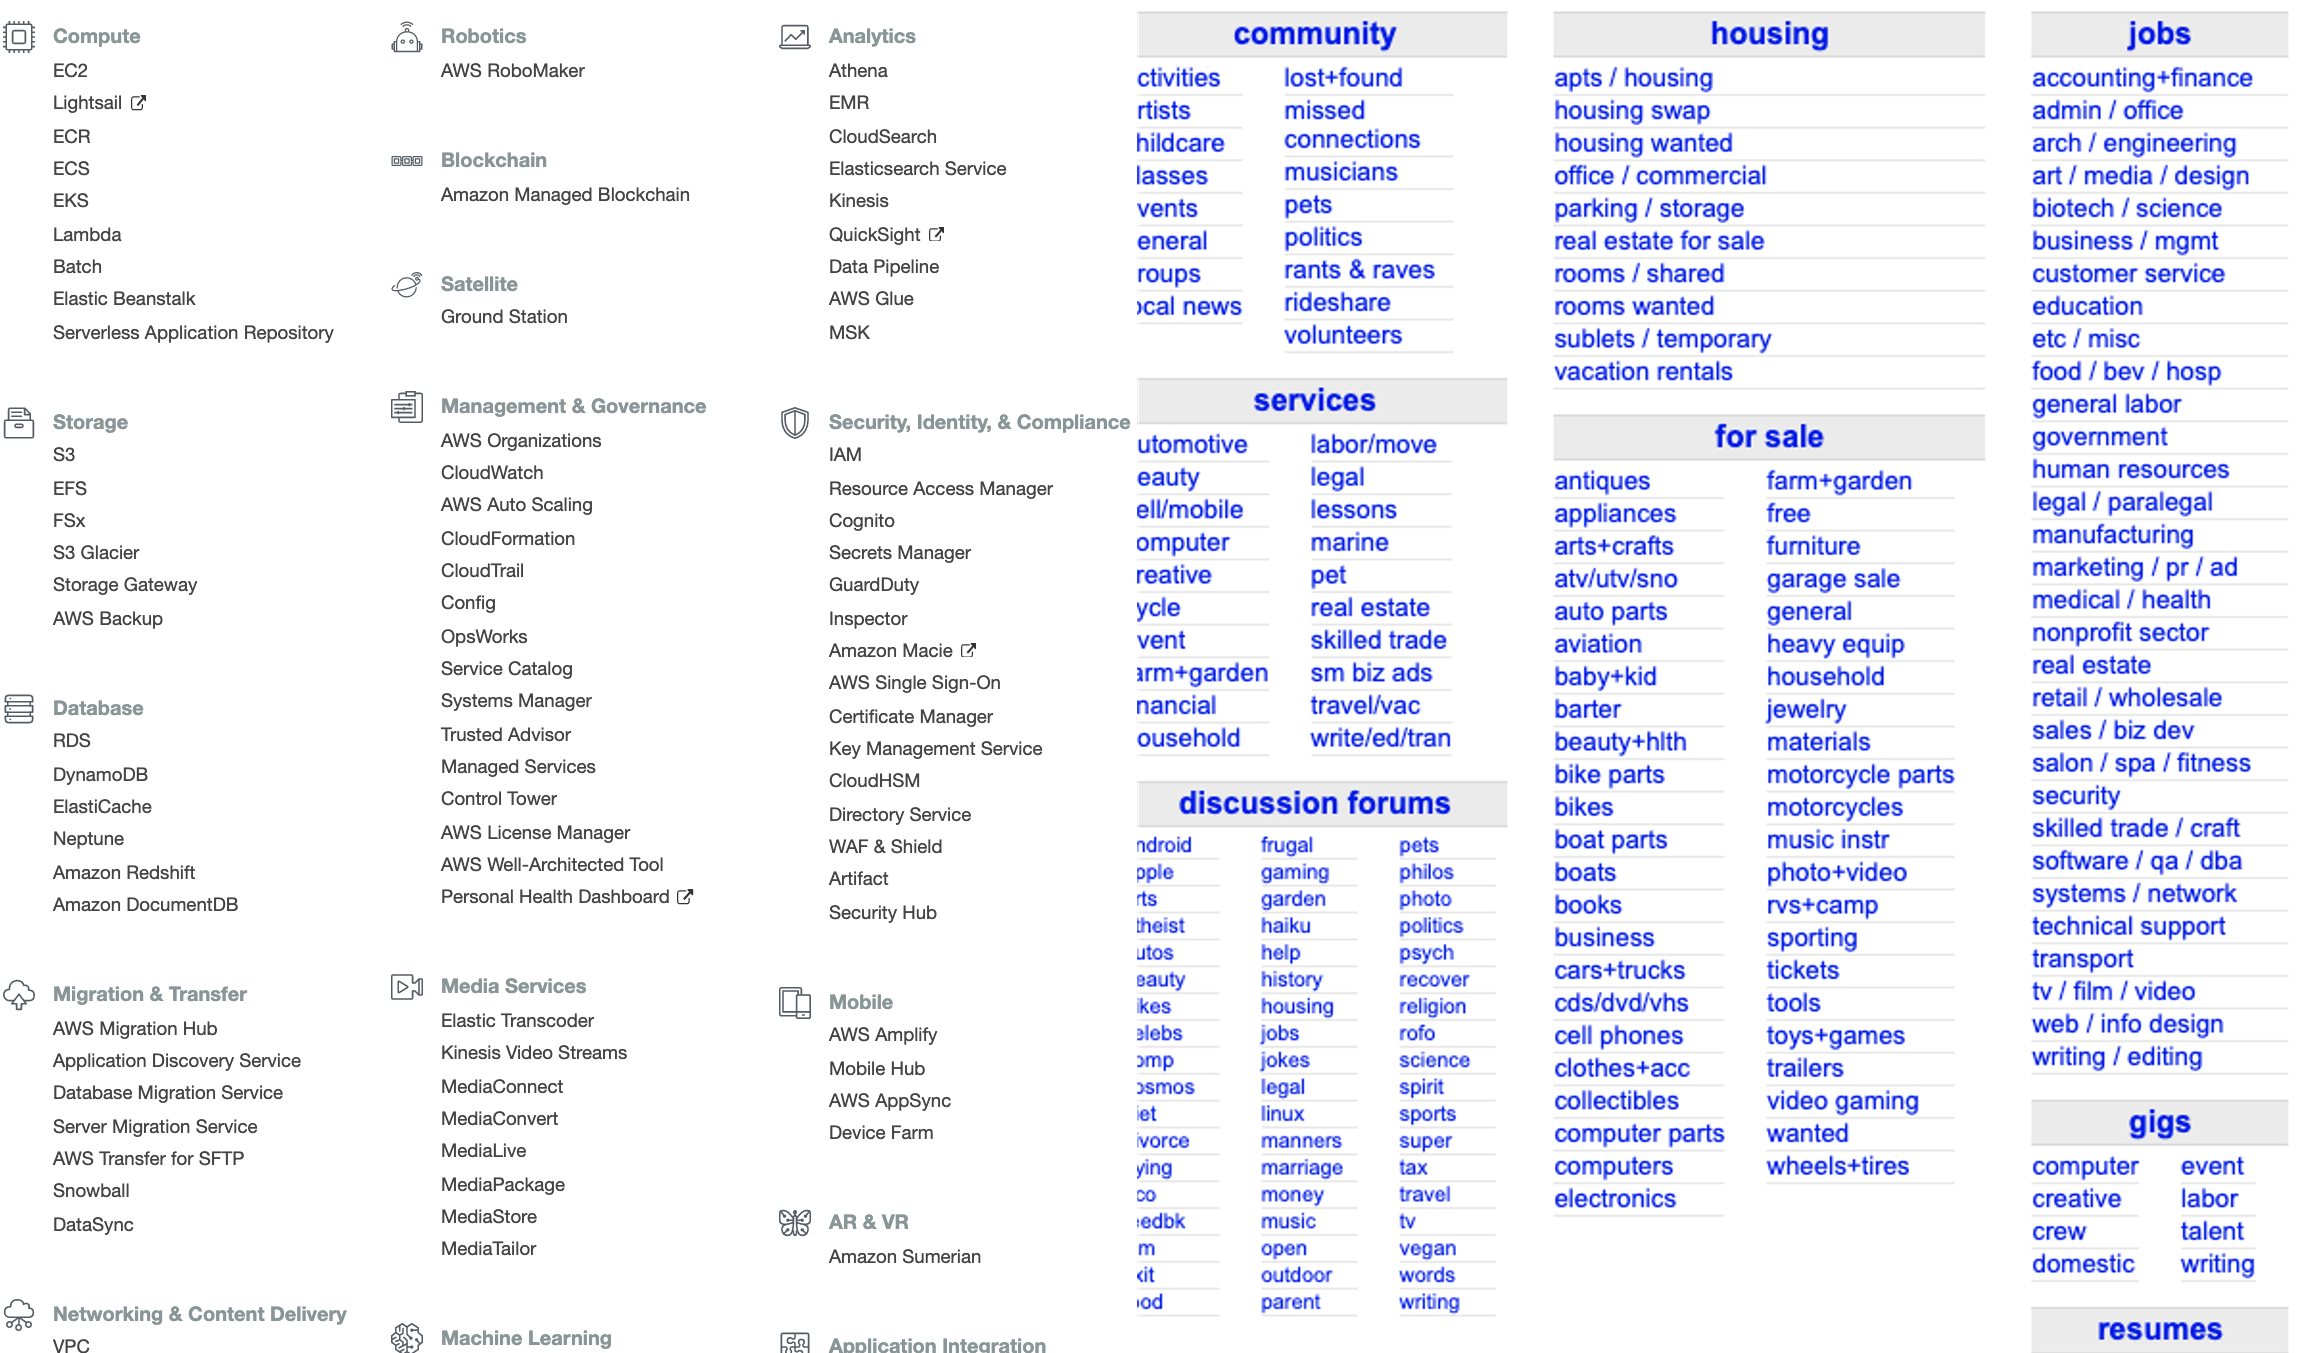 Compute
EC2
Lightsail
ECR
ECS
EKS
Lambda
Batch
Elastic Beanstalk
Serverless Application Repository
Storage
S3
EFS
FSx
S3 Glacier
Storage Gateway
AWS Backup
Database
RDS
DynamoDB
ElastiCache
Neptune
Amazon Redshift
Amazon DocumentDB
Migration & Transfer
AWS Migration Hub
Application Discovery Service
Database Migration Service
Server Migration Service
AWS Transfer for SFTP
Snowball
DataSync
Networking & Content Delivery
VPC
Robotics
AWS RoboMaker
Blockchain
Amazon Managed Blockchain
Satellite
Ground Station
Management & Governance
AWS Organizations
CloudWatch
AWS Auto Scaling
CloudFormation
CloudTrail
Config
OpsWorks
Service Catalog
Systems Manager
Trusted Advisor
Managed Services
Control Tower
AWS License Manager
AWS Well-Architected Tool
Personal Health Dashboard
Media Services
Elastic Transcoder
Kinesis Video Streams
MediaConnect
MediaConvert
MediaLive
MediaPackage
MediaStore
MediaTailor
Machine Learning
Analytics
Athena
EMR
CloudSearch
Elasticsearch Service
Kinesis
QuickSight
Data Pipeline
AWS Glue
MSK
Security, Identity, & Compliance
IAM
Resource Access Manager
Cognito
Secrets Manager
GuardDuty
Inspector
Amazon Macie
AWS Single Sign-On
Certificate Manager
Key Management Service
CloudHSM
Directory Service
WAF & Shield
Artifact
Security Hub
Mobile
AWS Amplify
Mobile Hub
AWS AppSync
Device Farm
AR & VR
Amazon Sumerian
Application Integration
community
ctivities
rtists
hildcare
lasses
vents
eneral
roups
ocal news
lost+found
missed
connections
musicians
pets
politics
rants & raves
rideshare
volunteers
services
utomotive
eauty
ell/mobile
omputer
reative
ycle
vent
arm+garden
nancial
ousehold
labor/move
legal
lessons
marine
pet
real estate
skilled trade
sm biz ads
travel/vac
write/ed/tran
discussion forums
ndroid
pple
rts
theist
utos
eauty
ikes
elebs
omp
osmos
iet
ivorce
ying
co
eedbk
m
xit
ood
frugal
gaming
garden
haiku
help
history
housing
jobs
jokes
legal
linux
manners
marriage
money
music
open
outdoor
parent
pets
philos
photo
politics
psych
recover
religion
rofo
science
spirit
sports
super
tax
travel
tv
vegan
words
writing
housing
apts / housing
housing swap
housing wanted
office / commercial
parking / storage
real estate for sale
rooms / shared
rooms wanted
sublets / temporary
vacation rentals
for sale
antiques
appliances
arts+crafts
atv/utv/sno
auto parts
aviation
baby+kid
barter
beauty+hlth
bike parts
bikes
boat parts
boats
books
business
cars+trucks
cds/dvd/vhs
cell phones
clothes+acc
collectibles
computer parts
computers
electronics
farm+garden
free
furniture
garage sale
general
heavy equip
household
jewelry
materials
motorcycle parts
motorcycles
music instr
photo+video
rvs+camp
sporting
tickets
tools
toys+games
trailers
video gaming
wanted
wheels+tires
jobs
accounting+finance
admin / office
arch / engineering
art / media / design
biotech / science
business / mgmt
customer service
education
etc / misc
food / bev / hosp
general labor
government
human resources
legal / paralegal
manufacturing
marketing / pr / ad
medical / health
nonprofit sector
real estate
retail / wholesale
sales / biz dev
salon / spa / fitness
security
skilled trade / craft
software / qa / dba
systems / network
technical support
transport
tv / film / video
web / info design
writing / editing
gigs
computer
creative
crew
domestic
event
labor
talent
writing
resumes